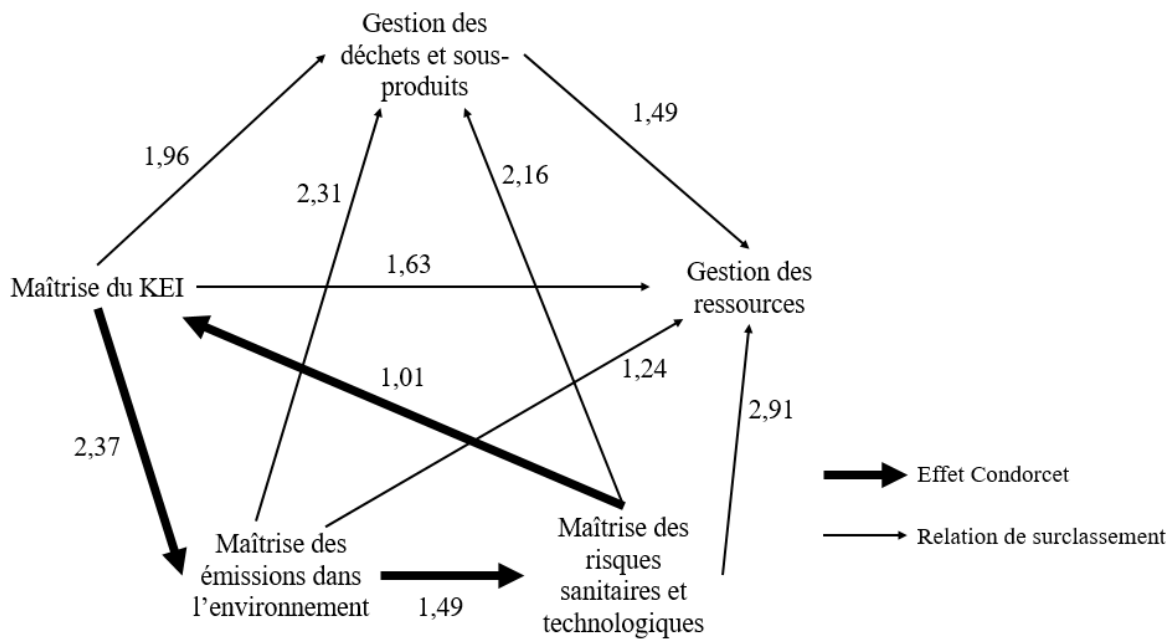 Gestion des
déchets et sous-
produits
1,49
1,96
2,31
2,16
Maîtrise du KEI
1,63
Gestion des
ressources
1,01
1,24
2,91
2,37
Effet Condorcet
Relation de surclassement
Maîtrise des
émissions dans
l’environnement
1,49
Maîtrise des
risques
sanitaires et
technologiques